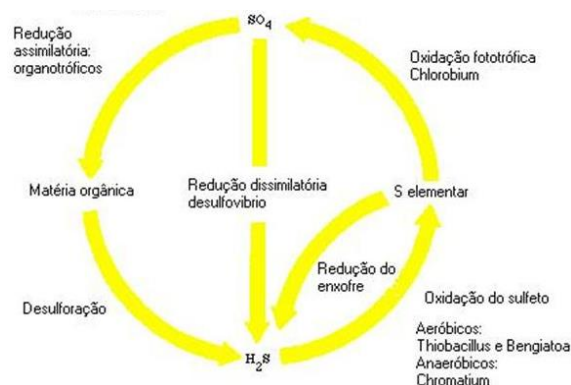 SO4
Redução
assimilatória:
organotróficos
Oxidação fototrófica
Chlorobium
Matéria orgânica
Redução dissimilatória
desulfovibrio
S elementar
Redução do
enxofre
Desulforação
Oxidação do sulfeto
H2S
Aeróbicos:
Thiobacillus e Bengiatoa
Anaeróbicos:
Chromatium